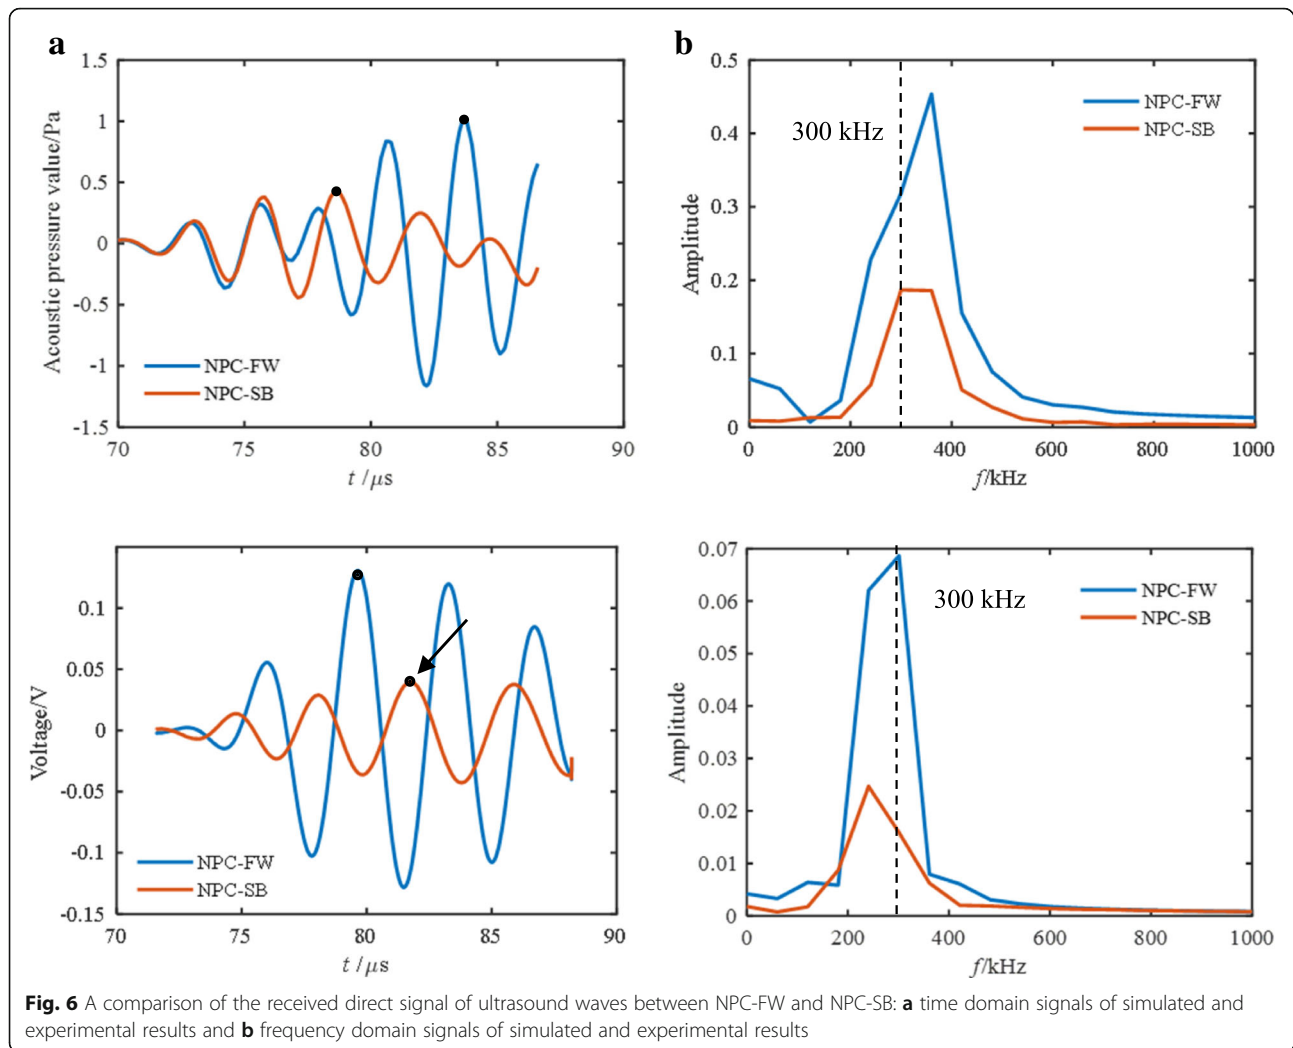 a
1.5
1
0.5
0
-0.5
-1
-1.5
70
75
80
85
90
Acoustic pressure value/Pa
t /μs
NPC-FW
NPC-SB
b
0.5
0.4
0.3
0.2
0.1
0
0
200
400
600
800
1000
Amplitude
f/kHz
300 kHz
NPC-FW
NPC-SB
0.1
0.05
0
-0.05
-0.1
-0.15
70
75
80
85
90
Voltage/V
t /μs
NPC-FW
NPC-SB
0.07
0.06
0.05
0.04
0.03
0.02
0.01
0
0
200
400
600
800
1000
Amplitude
f/kHz
300 kHz
NPC-FW
NPC-SB
Fig. 6 A comparison of the received direct signal of ultrasound waves between NPC-FW and NPC-SB: a time domain signals of simulated and
experimental results and b frequency domain signals of simulated and experimental results